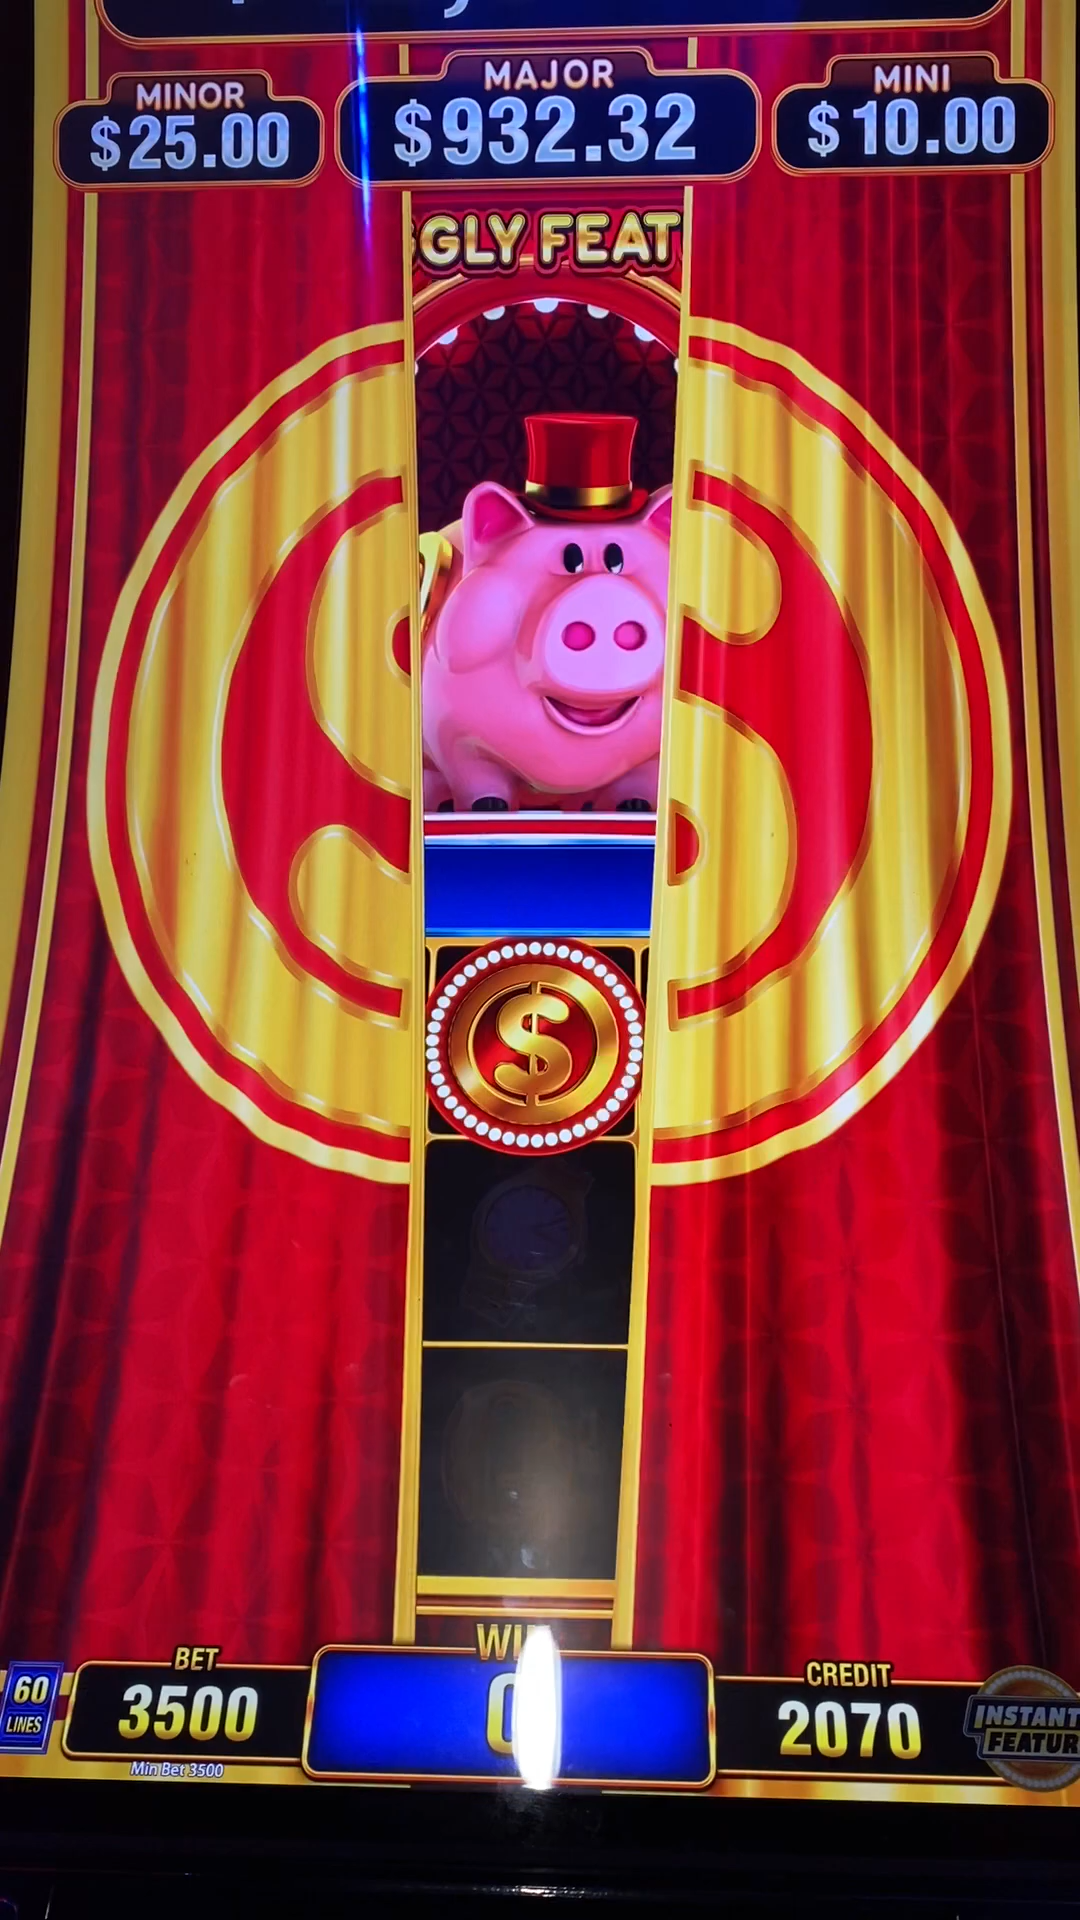 MINOR
$25.00
MAJOR
$932.32
MINI
$10.00
GLY FEAT
$
$
BET
3500
Min Bet 3500
60
LINES
0
CREDIT
2070
INSTANT
FEATUR